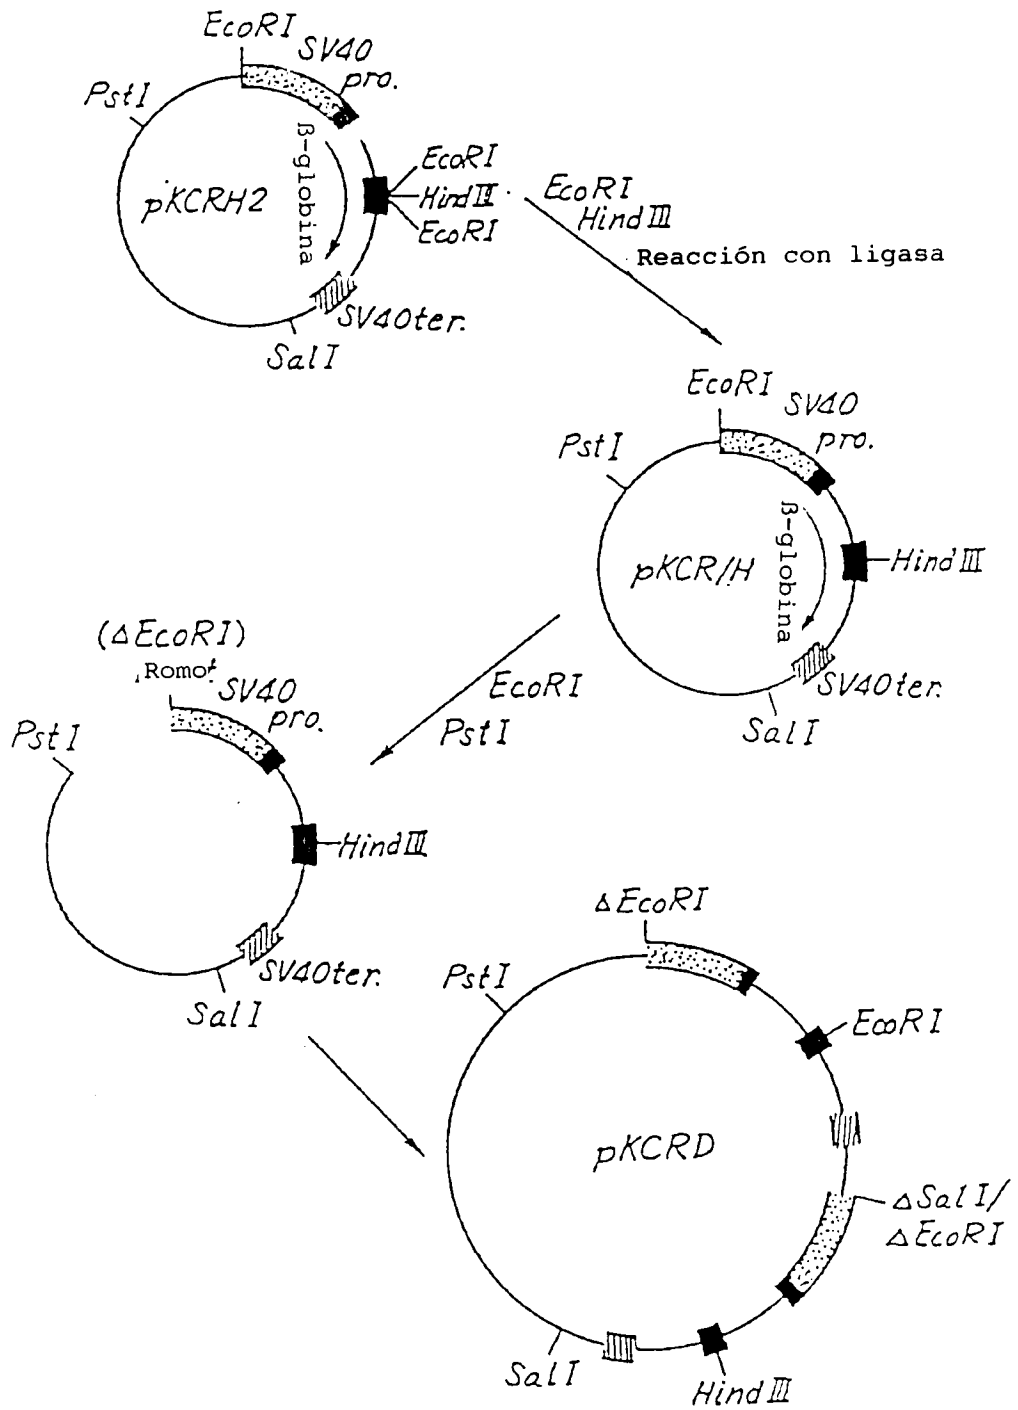 EcoRI
SV40
pro.
PstI
β-globina
EcoRI
HindIII
EcoRI
pKCRH2
SV40ter.
SalI
EcoRI
HindIII
Reacción con ligasa
EcoRI
SV40
pro.
PstI
β-globina
pKCR/H
HindIII
SV40ter.
SalI
EcoRI
PstI
(ΔEcoRI)
Romot
SV40
pro.
PstI
HindIII
SV40ter.
SalI
ΔEcoRI
PstI
EcoRI
pKCRD
ΔSalI/
ΔEcoRI
SalI
HindIII